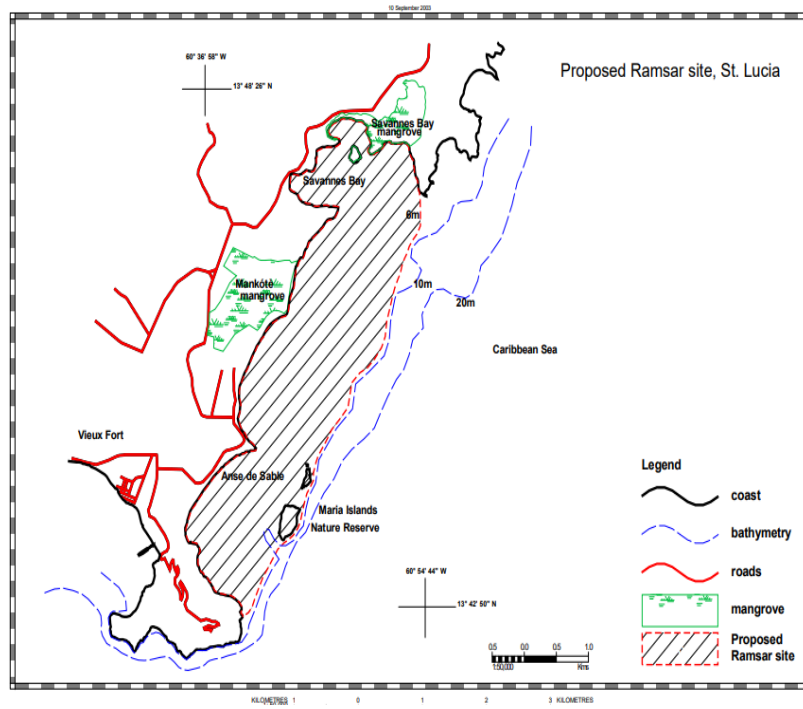 10 September 2003
60° 36' 58" W
13° 48' 26" N
Proposed Ramsar site, St. Lucia
Savannes Bay
mangrove
Savannes Bay
6m
Mankòtè
mangrove
10m
20m
Caribbean Sea
Vieux Fort
Anse de Sable
Maria Islands
Nature Reserve
60° 54' 44" W
13° 42' 50" N
Legend
coast
bathymetry
roads
mangrove
Proposed
Ramsar site
0.5 0.0 0.5 1.0
1:50,000 Kms
KILOMETRES 1 0 1 2 3 KILOMETRES